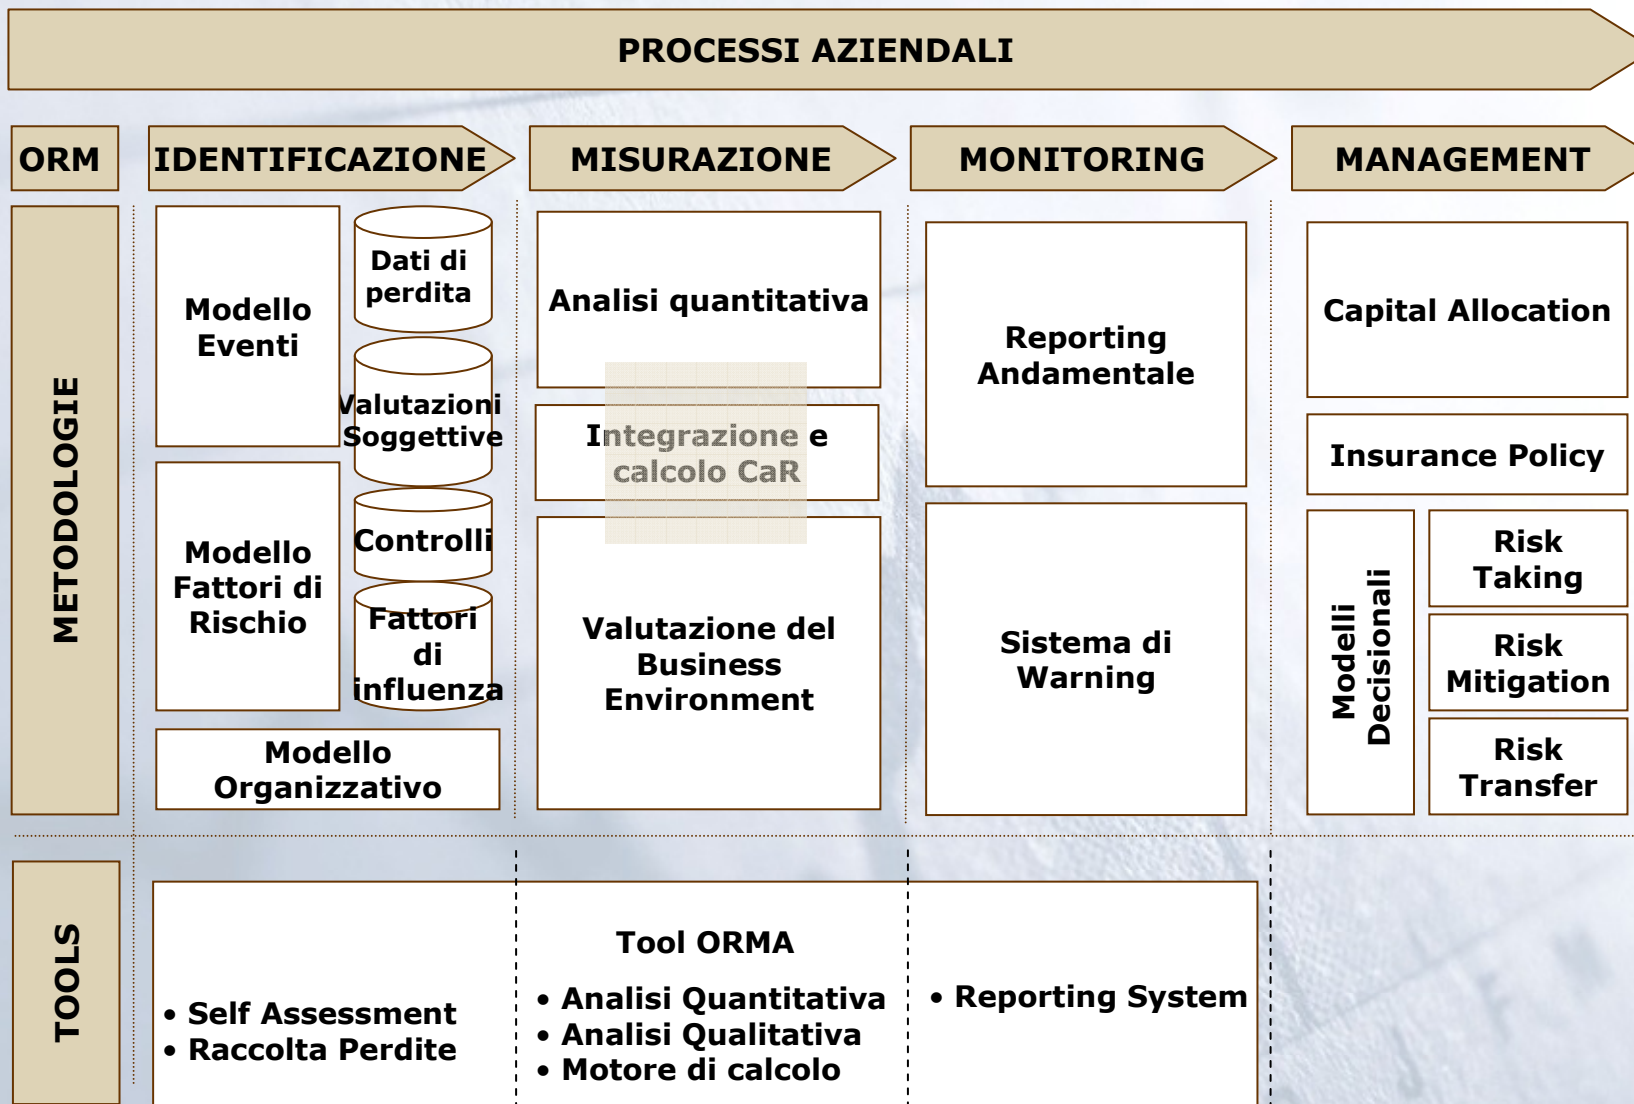 PROCESSI AZIENDALI
ORM
IDENTIFICAZIONE
MISURAZIONE
MONITORING
MANAGEMENT
METODOLOGIE
Modello
Eventi
Dati di
perdita
Valutazioni
Soggettive
Modello
Fattori di
Rischio
Controlli
Fattori
di
influenza
Modello
Organizzativo
Analisi quantitativa
Integrazione e
calcolo CaR
Valutazione del
Business
Environment
Reporting
Andamentale
Sistema di
Warning
Capital Allocation
Insurance Policy
Modelli
Decisionali
Risk
Taking
Risk
Mitigation
Risk
Transfer
TOOLS
Tool ORMA
• Self Assessment
• Raccolta Perdite
• Analisi Quantitativa
• Analisi Qualitativa
• Motore di calcolo
• Reporting System